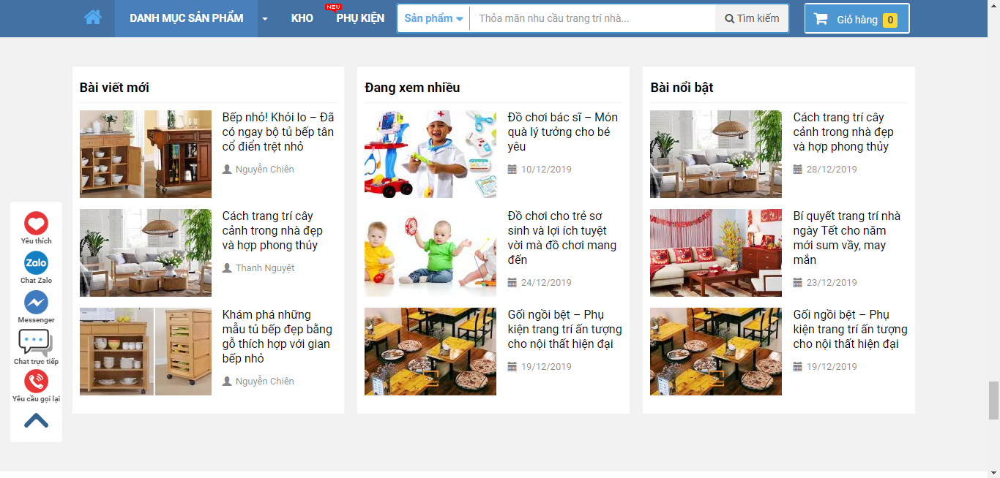 DANH MỤC SẢN PHẨM
KHO
NEW
PHỤ KIỆN
Sản phẩm
Thỏa mãn nhu cầu trang trí nhà...
Tìm kiếm
Giỏ hàng 0
Bài viết mới
Bếp nhỏ! Khỏi lo – Đã
có ngay bộ tủ bếp tân
cổ điển trệt nhỏ
Nguyễn Chiên
Cách trang trí cây
cảnh trong nhà đẹp
và hợp phong thủy
Thanh Nguyệt
Khám phá những
mẫu tủ bếp đẹp bằng
gỗ thích hợp với gian
bếp nhỏ
Nguyễn Chiên
Đang xem nhiều
Đồ chơi bác sĩ – Món
quà lý tưởng cho bé
yêu
10/12/2019
Đồ chơi cho trẻ sơ
sinh và lợi ích tuyệt
vời mà đồ chơi mang
đến
24/12/2019
Gối ngồi bệt – Phụ
kiện trang trí ấn tượng
cho nội thất hiện đại
19/12/2019
Bài nổi bật
Cách trang trí cây
cảnh trong nhà đẹp
và hợp phong thủy
28/12/2019
Bí quyết trang trí nhà
ngày Tết cho năm
mới sum vầy, may
mắn
23/12/2019
Gối ngồi bệt – Phụ
kiện trang trí ấn tượng
cho nội thất hiện đại
19/12/2019
Yêu thích
Zalo
Chat Zalo
Messenger
Chat trực tiếp
Yêu cầu gọi lại